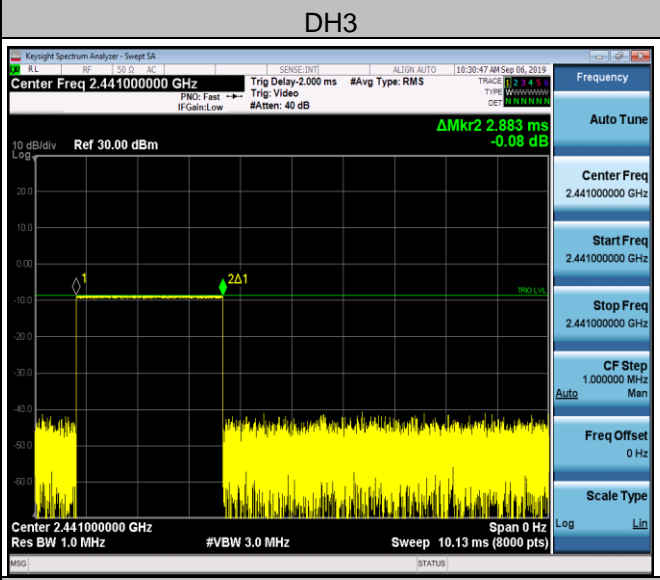 DH3
Keysight Spectrum Analyzer - Swept SA
RL RF 50 Ω AC SENSE:INT ALIGN AUTO 10:30:47 AM Sep 06, 2019
Center Freq 2.441000000 GHz
PNO: Fast
IFGain:Low
Trig Delay-2.000 ms
Trig: Video
#Atten: 40 dB
#Avg Type: RMS
TRACE 1 2 3 4 5 6
TYPE W
DET N N N N N N
ΔMkr2 2.883 ms
-0.08 dB
10 dB/div Ref 30.00 dBm
Log
20.0
10.0
0.00
-10.0
-20.0
-30.0
-40.0
-50.0
-60.0
1
2Δ1
TRIG LVL
Center 2.441000000 GHz Span 0 Hz
Res BW 1.0 MHz #VBW 3.0 MHz Sweep 10.13 ms (8000 pts)
MSG STATUS
Frequency
Auto Tune
Center Freq
2.441000000 GHz
Start Freq
2.441000000 GHz
Stop Freq
2.441000000 GHz
CF Step
1.000000 MHz
Auto Man
Freq Offset
0 Hz
Scale Type
Log Lin